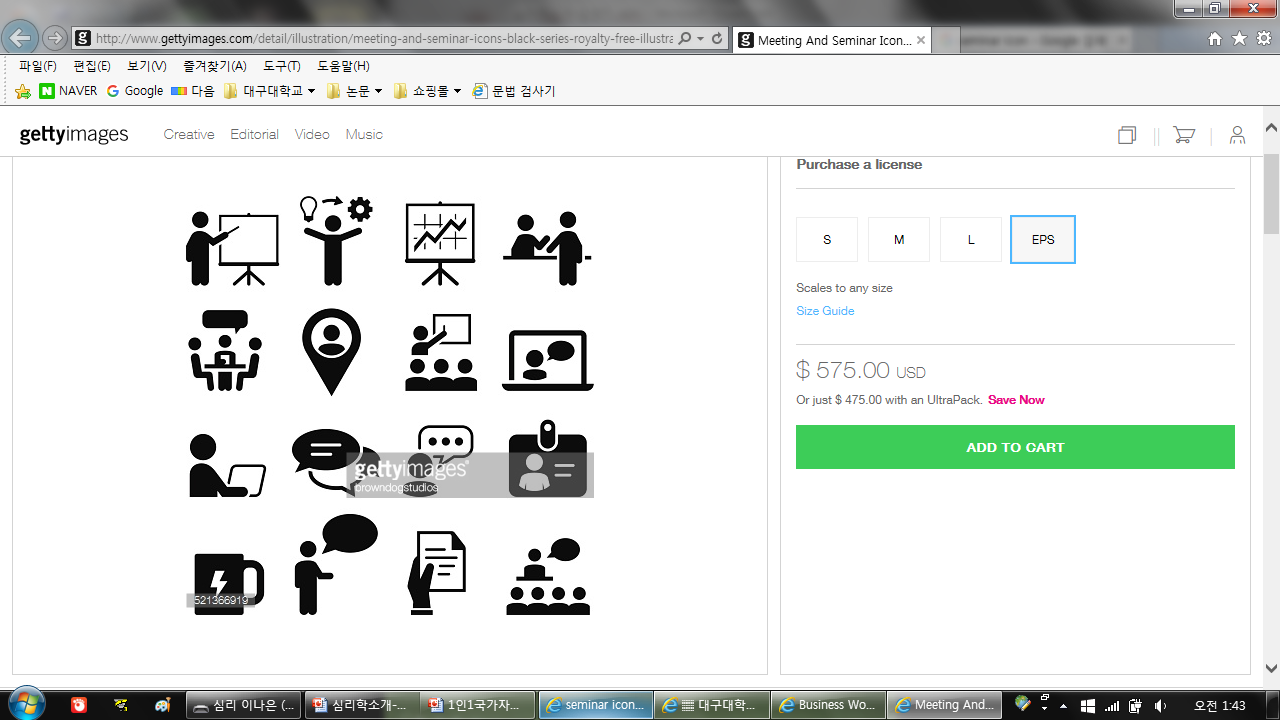 http://www.gettyimages.com/detail/illustration/meeting-and-seminar-icons-black-series-royalty-free-illustra
Meeting And Seminar Icon...
파일(F) 편집(E) 보기(V) 즐겨찾기(A) 도구(T) 도움말(H)
NAVER Google 다음 대구대학교 논문 쇼핑몰 문법 검사기
gettyimages Creative Editorial Video Music
Purchase a license
S M L EPS
Scales to any size
Size Guide
$ 575.00 USD
Or just $ 475.00 with an UltraPack. Save Now
ADD TO CART
gettyimages
browndogstudios
521366919
심리 이나은 (... 심리학소개-... 1인1국가자... seminar icon... 대구대학... Business Wo... Meeting And... 오전 1:43